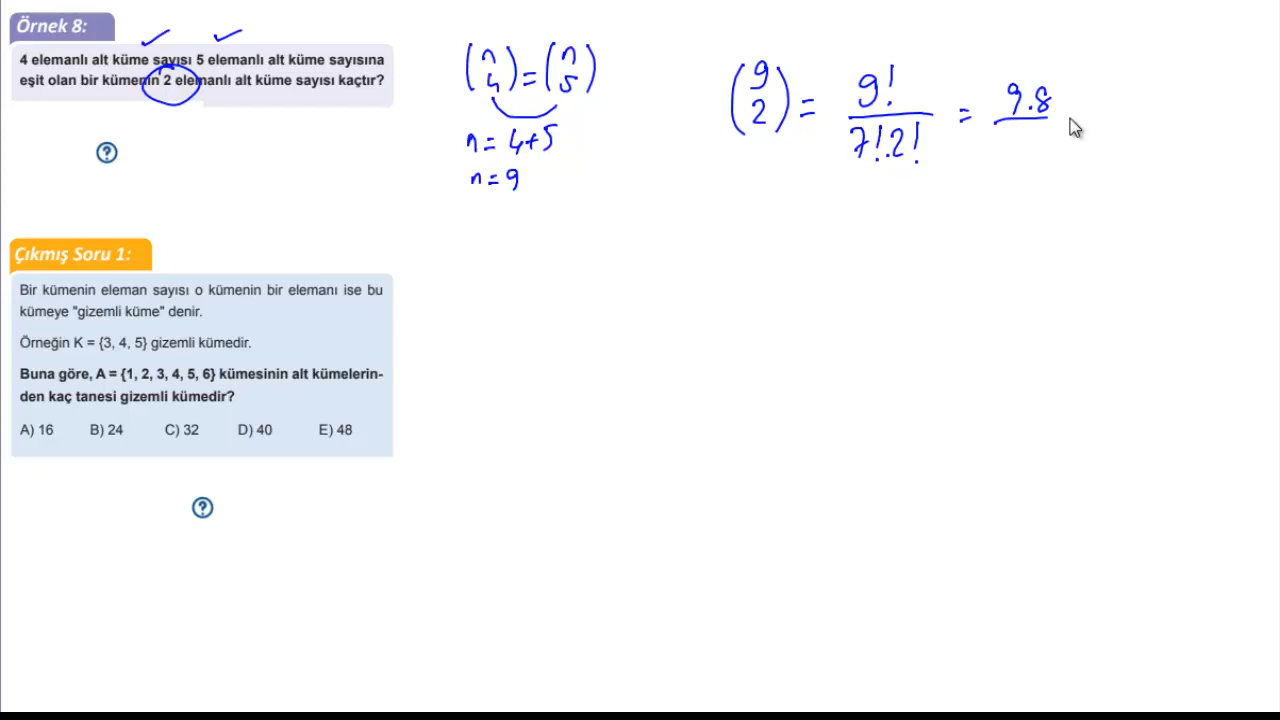 Örnek 8:
4 elemanlı alt küme sayısı 5 elemanlı alt küme sayısına
eşit olan bir kümenin 2 elemanlı alt küme sayısı kaçtır?
(n 4) = (n 5)
n = 4+5
n = 9
(9 2) = 9! / 7!.2! = 9.8
Çıkmış Soru 1:
Bir kümenin eleman sayısı o kümenin bir elemanı ise bu
kümeye "gizemli küme" denir.
Örneğin K = {3, 4, 5} gizemli kümedir.
Buna göre, A = {1, 2, 3, 4, 5, 6} kümesinin alt kümelerin-
den kaç tanesi gizemli kümedir?
A) 16 B) 24 C) 32 D) 40 E) 48